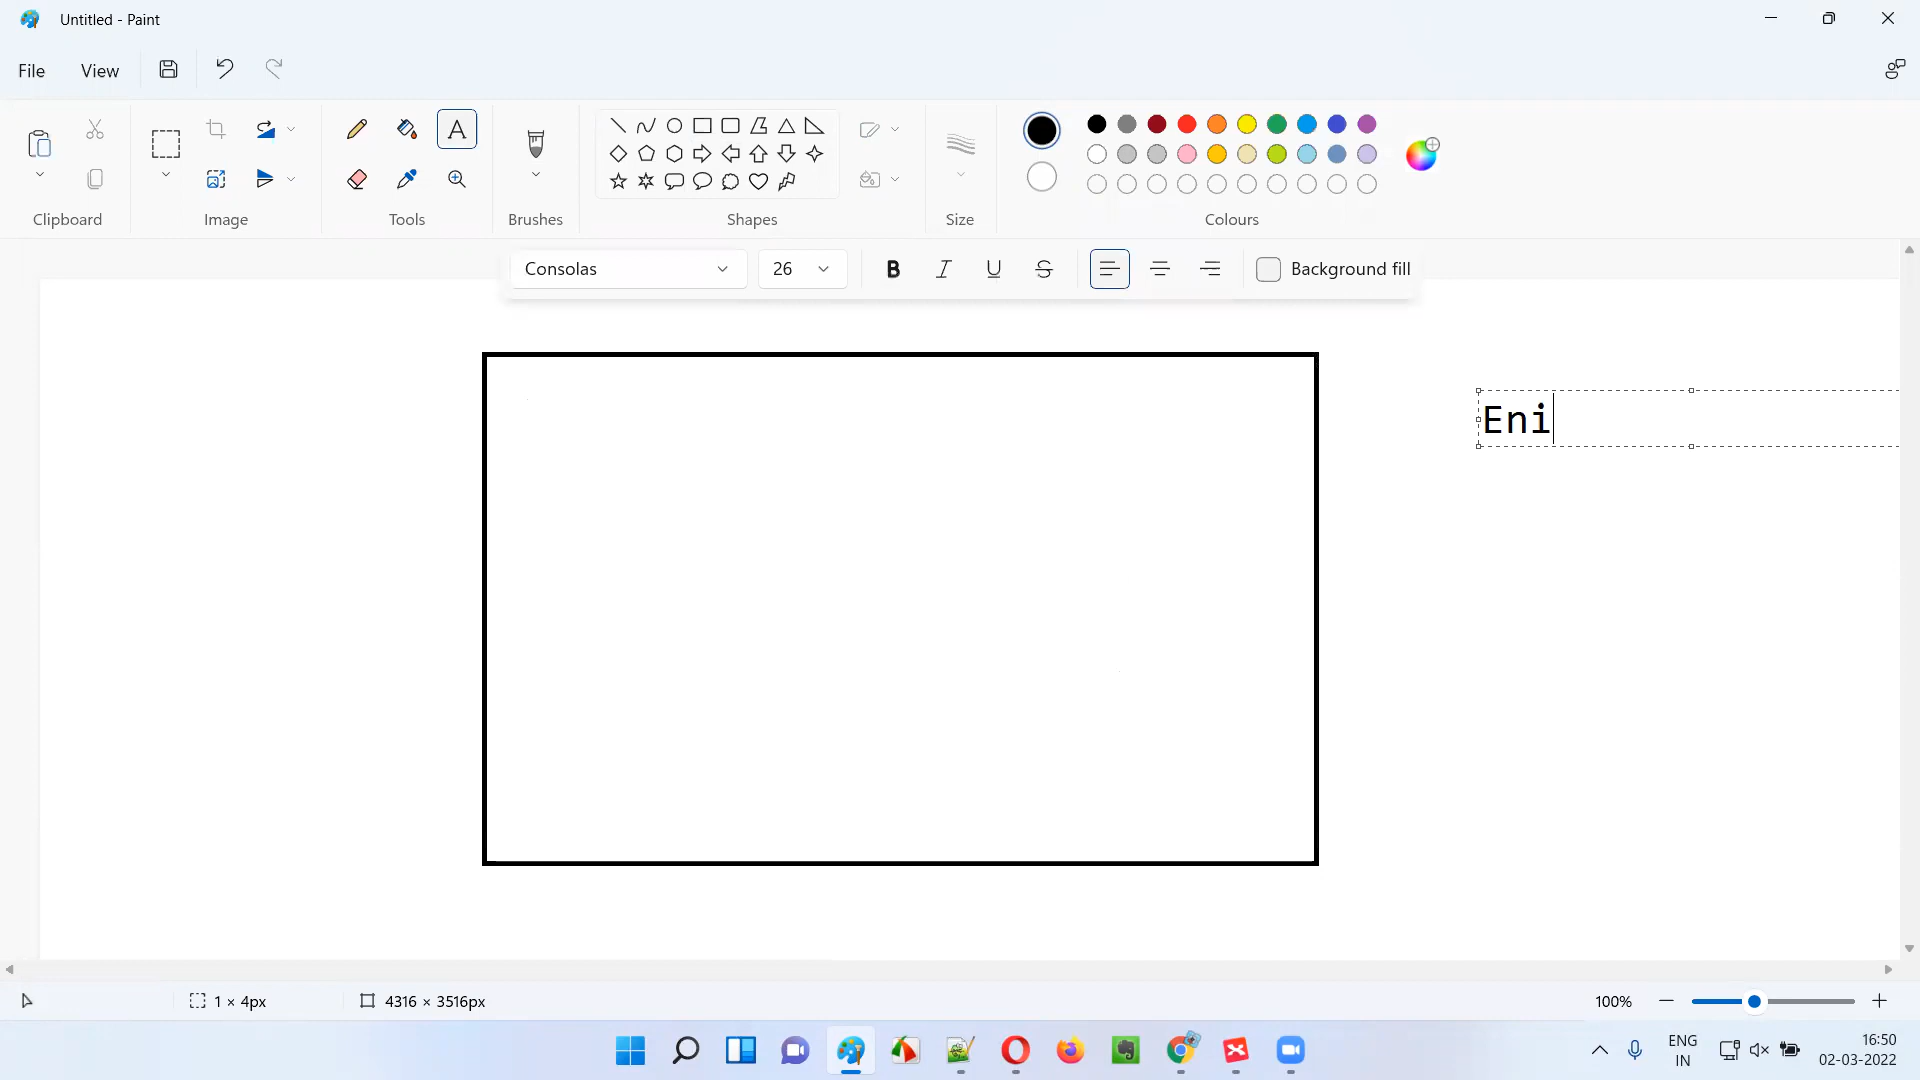 Untitled - Paint
File
View
Clipboard
Image
Tools
Brushes
Shapes
Size
Colours
Consolas
26
B
I
U
S
Background fill
Eni
1 × 4px
4316 × 3516px
100%
ENG
IN
16:50
02-03-2022